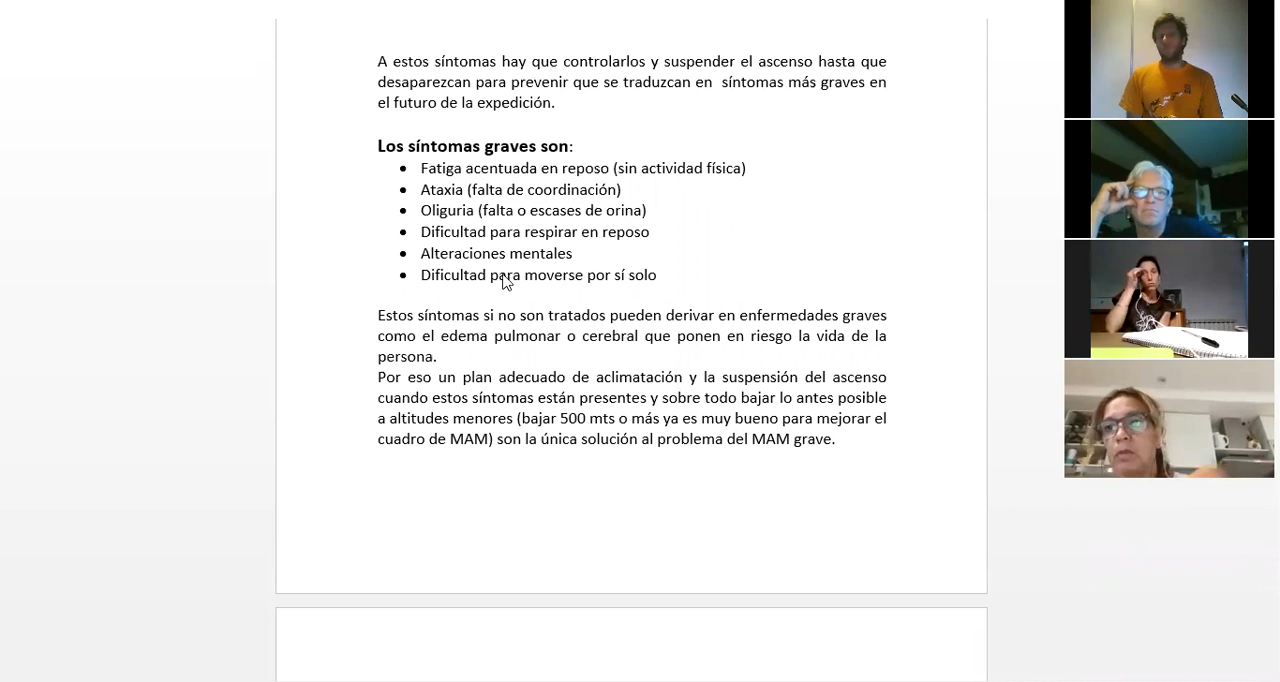 A estos síntomas hay que controlarlos y suspender el ascenso hasta que
desaparezcan para prevenir que se traduzcan en síntomas más graves en
el futuro de la expedición.
Los síntomas graves son:
• Fatiga acentuada en reposo (sin actividad física)
• Ataxia (falta de coordinación)
• Oliguria (falta o escases de orina)
• Dificultad para respirar en reposo
• Alteraciones mentales
• Dificultad para moverse por sí solo
Estos síntomas si no son tratados pueden derivar en enfermedades graves
como el edema pulmonar o cerebral que ponen en riesgo la vida de la
persona.
Por eso un plan adecuado de aclimatación y la suspensión del ascenso
cuando estos síntomas están presentes y sobre todo bajar lo antes posible
a altitudes menores (bajar 500 mts o más ya es muy bueno para mejorar el
cuadro de MAM) son la única solución al problema del MAM grave.